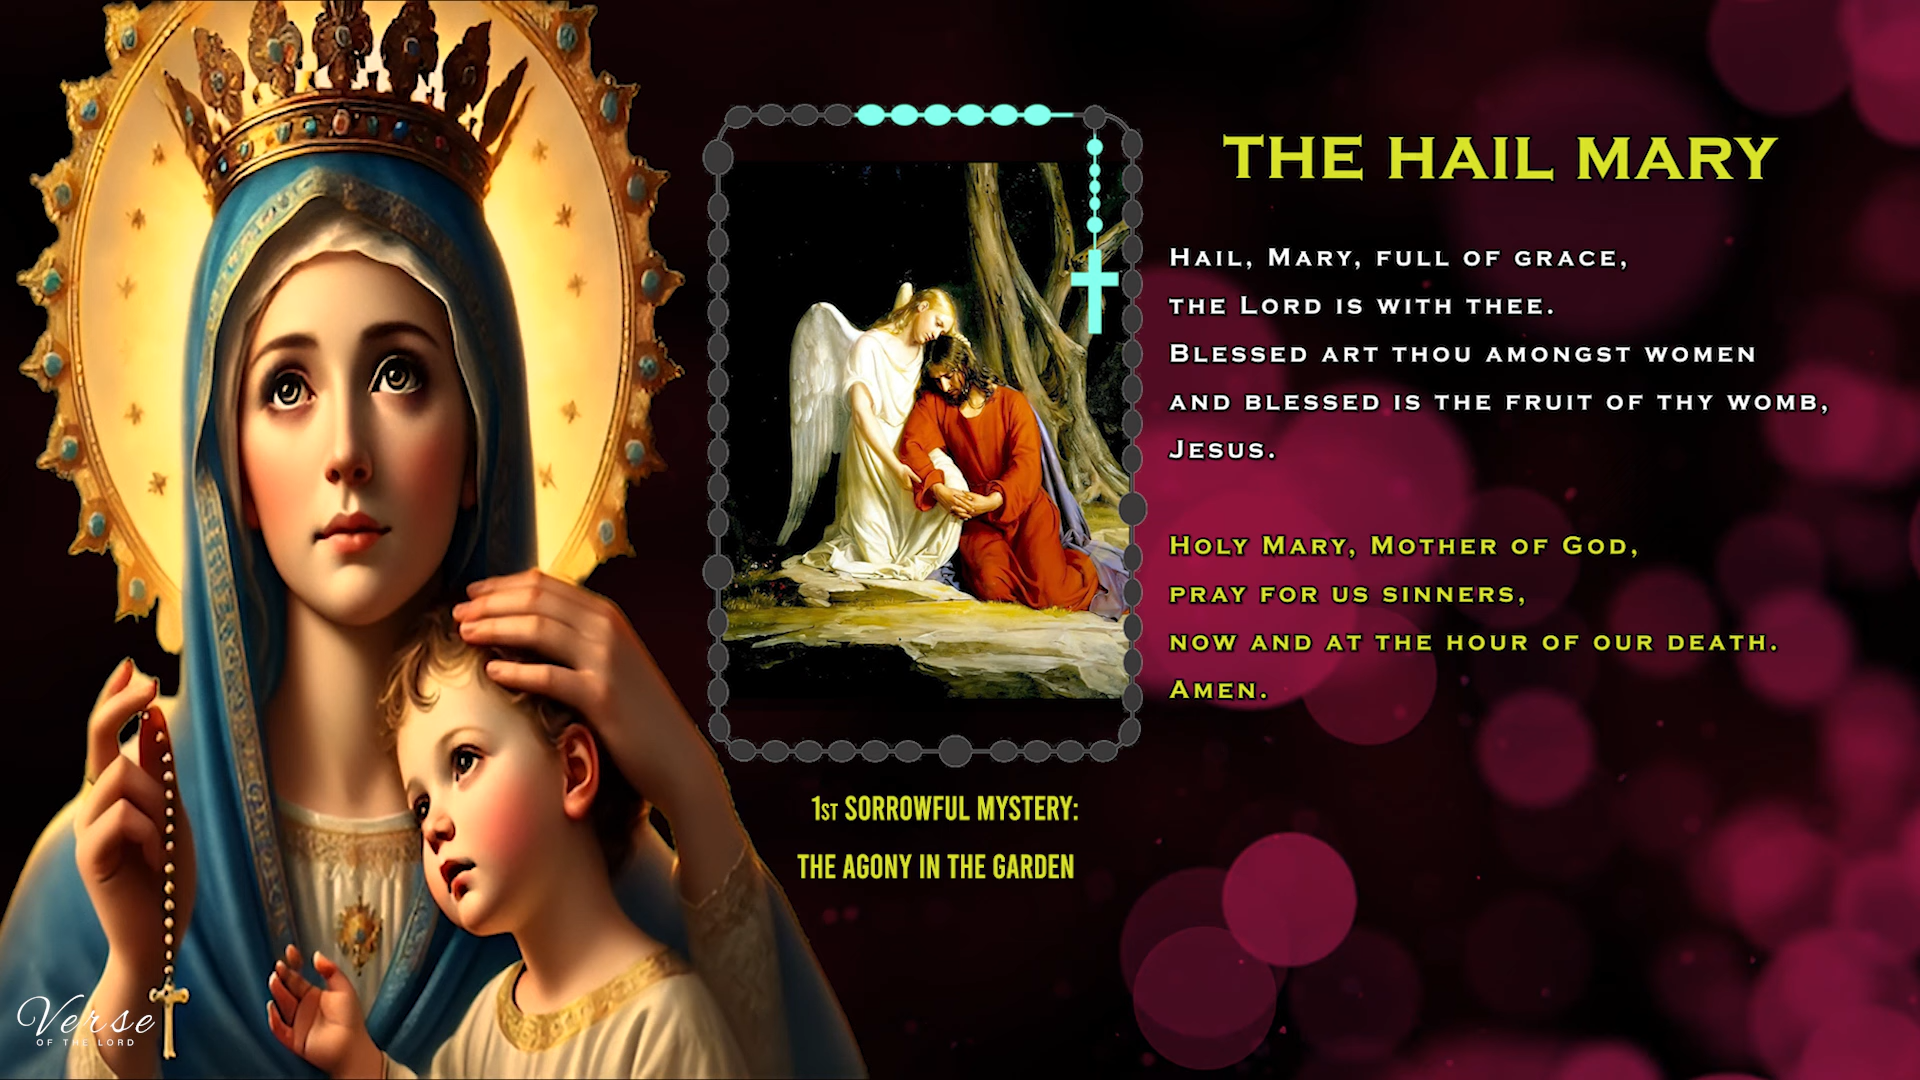 THE HAIL MARY
HAIL, MARY, FULL OF GRACE,
THE LORD IS WITH THEE.
BLESSED ART THOU AMONGST WOMEN
AND BLESSED IS THE FRUIT OF THY WOMB,
JESUS.
HOLY MARY, MOTHER OF GOD,
PRAY FOR US SINNERS,
NOW AND AT THE HOUR OF OUR DEATH.
AMEN.
1ST SORROWFUL MYSTERY:
THE AGONY IN THE GARDEN
Verse
OF THE LORD